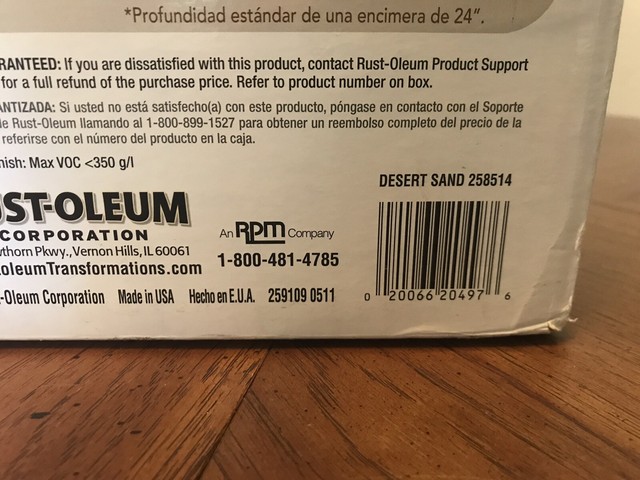 *Profundidad estándar de una encimera de 24".
RANTEED: If you are dissatisfied with this product, contact Rust-Oleum Product Support
for a full refund of the purchase price. Refer to product number on box.
ANTIZADA: Si usted no está satisfecho(a) con este producto, póngase en contacto con el Soporte
de Rust-Oleum llamando al 1-800-899-1527 para obtener un reembolso completo del precio de la
referirse con el número del producto en la caja.
nish: Max VOC <350 g/l
DESERT SAND 258514
UST-OLEUM
CORPORATION
An RPM Company
wthorn Pkwy., Vernon Hills, IL 60061
oleumTransformations.com
1-800-481-4785
-Oleum Corporation Made in USA Hecho en E.U.A. 259109 0511
0 20066 20497 6